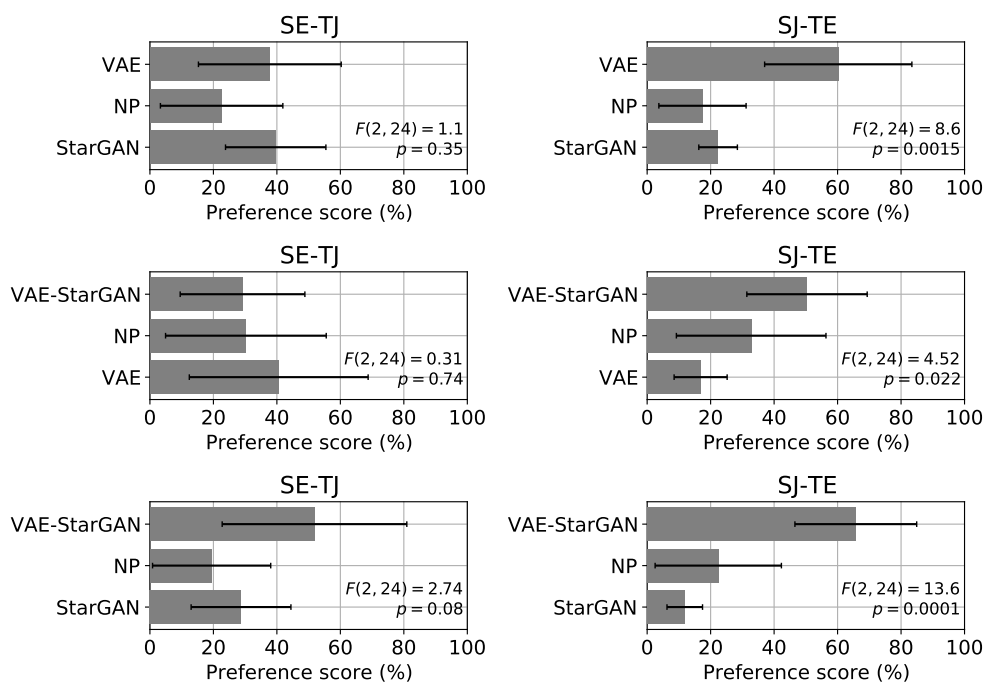 SE-TJ
VAE
NP
StarGAN
F(2, 24) = 1.1
p = 0.35
0 20 40 60 80 100
Preference score (%)
SJ-TE
VAE
NP
StarGAN
F(2, 24) = 8.6
p = 0.0015
0 20 40 60 80 100
Preference score (%)
SE-TJ
VAE-StarGAN
NP
VAE
F(2, 24) = 0.31
p = 0.74
0 20 40 60 80 100
Preference score (%)
SJ-TE
VAE-StarGAN
NP
VAE
F(2, 24) = 4.52
p = 0.022
0 20 40 60 80 100
Preference score (%)
SE-TJ
VAE-StarGAN
NP
StarGAN
F(2, 24) = 2.74
p = 0.08
0 20 40 60 80 100
Preference score (%)
SJ-TE
VAE-StarGAN
NP
StarGAN
F(2, 24) = 13.6
p = 0.0001
0 20 40 60 80 100
Preference score (%)